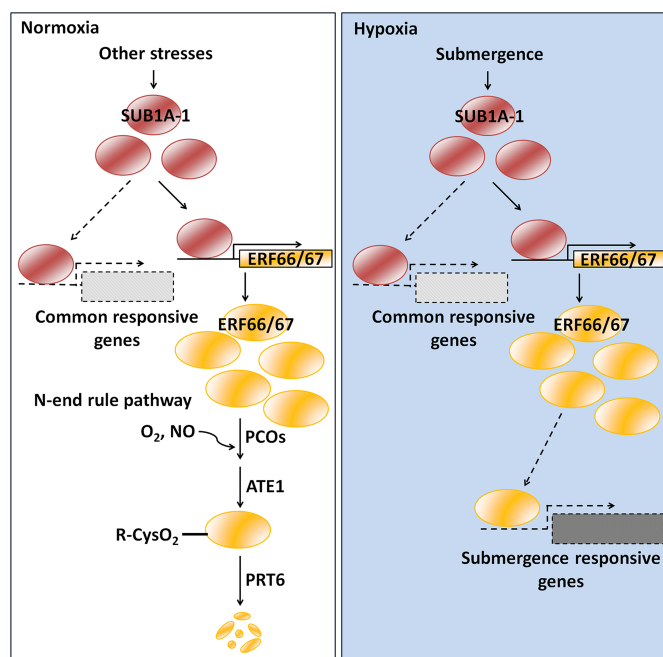 Normoxia
Other stresses
SUB1A-1
ERF66/67
Common responsive
genes
ERF66/67
N-end rule pathway
O₂, NO
PCOs
ATE1
R-CysO₂
PRT6
Hypoxia
Submergence
SUB1A-1
ERF66/67
Common responsive
genes
ERF66/67
Submergence responsive
genes